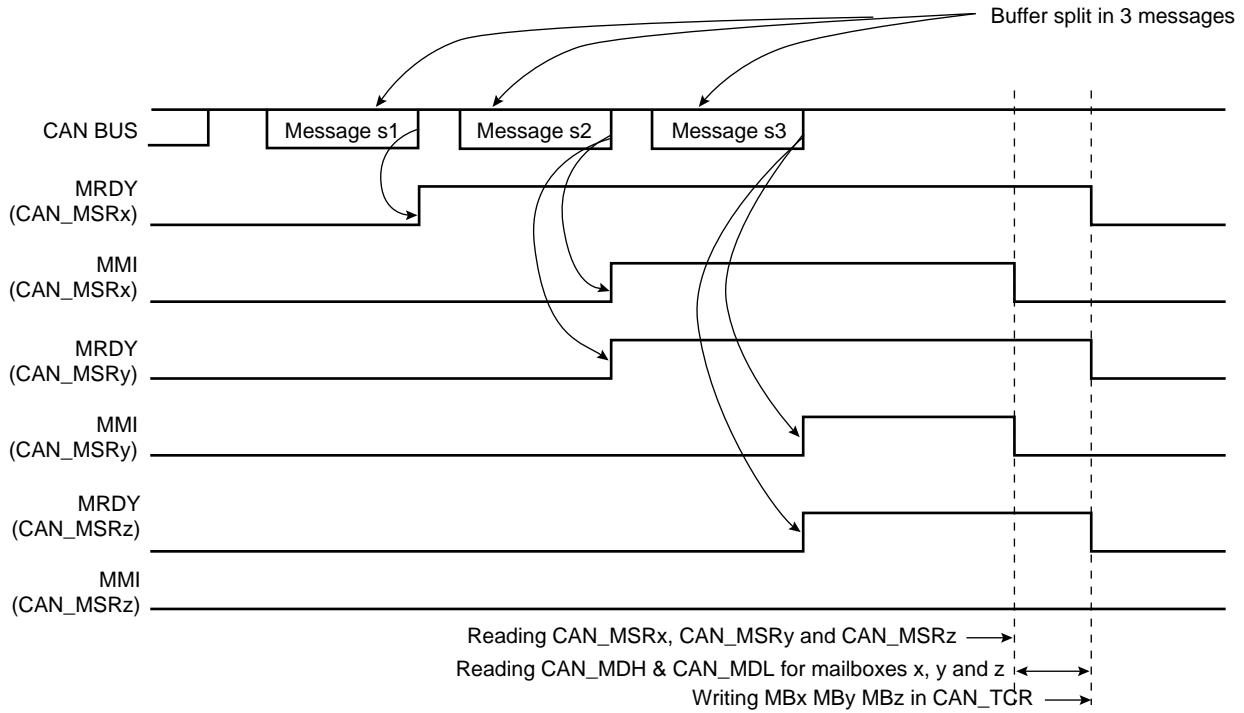 Buffer split in 3 messages
CAN BUS
Message s1
Message s2
Message s3
MRDY
(CAN_MSRx)
MMI
(CAN_MSRx)
MRDY
(CAN_MSRy)
MMI
(CAN_MSRy)
MRDY
(CAN_MSRz)
MMI
(CAN_MSRz)
Reading CAN_MSRx, CAN_MSRy and CAN_MSRz
Reading CAN_MDH & CAN_MDL for mailboxes x, y and z
Writing MBx MBy MBz in CAN_TCR